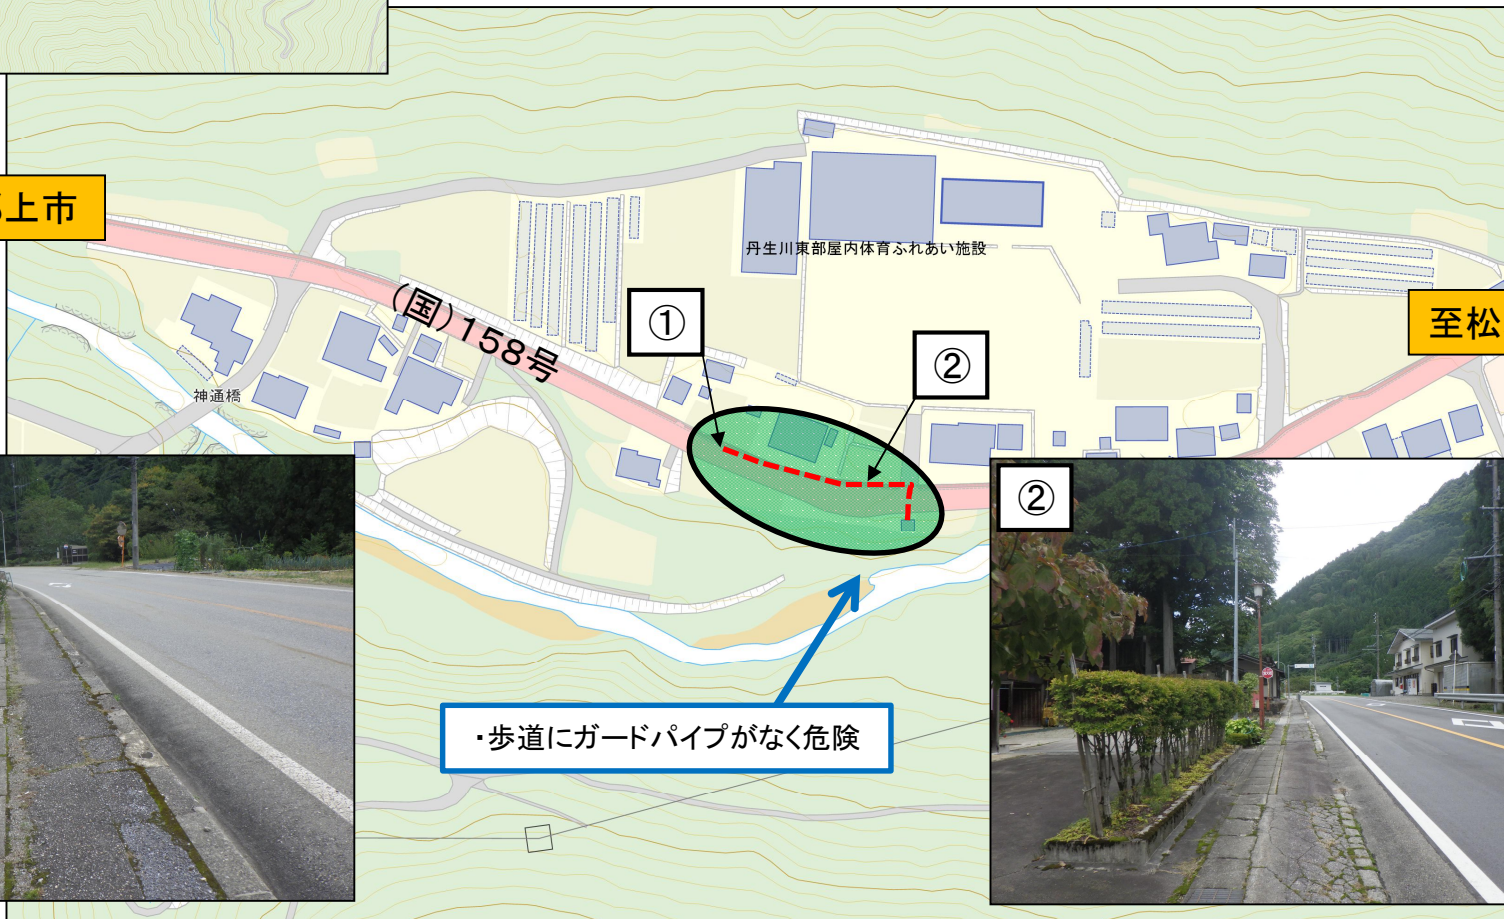 上市
(国)158号
①
②
丹生川東部屋内体育ふれあい施設
至松
神通橋
②
・歩道にガードパイプがなく危険